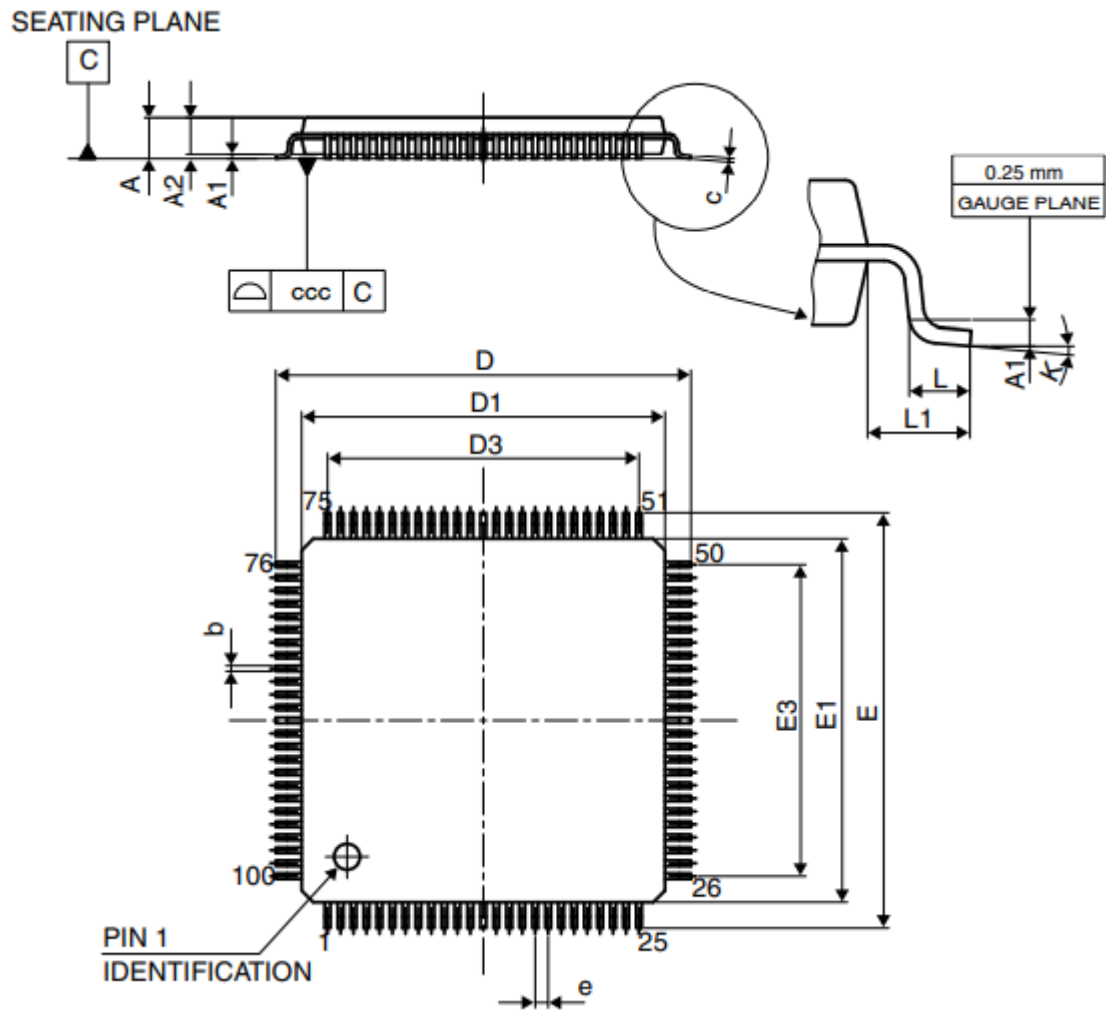 SEATING PLANE
C
A
A2
A1
c
0.25 mm
GAUGE PLANE
ccc
C
A1
K
L
L1
D
D1
D3
75
51
76
50
b
E3
E1
E
100
26
PIN 1
IDENTIFICATION
1
25
e